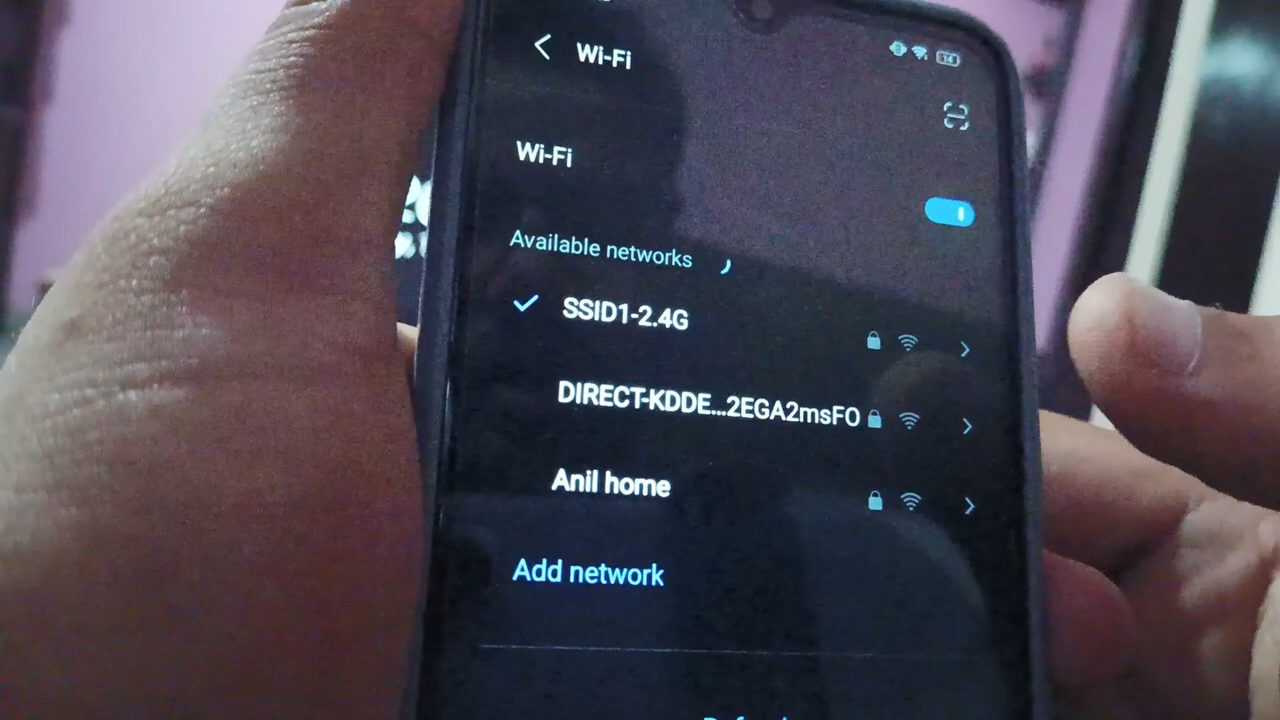 Wi-Fi
Wi-Fi
Available networks
SSID1-2.4G
DIRECT-KDDE...2EGA2msFO
Anil home
Add network